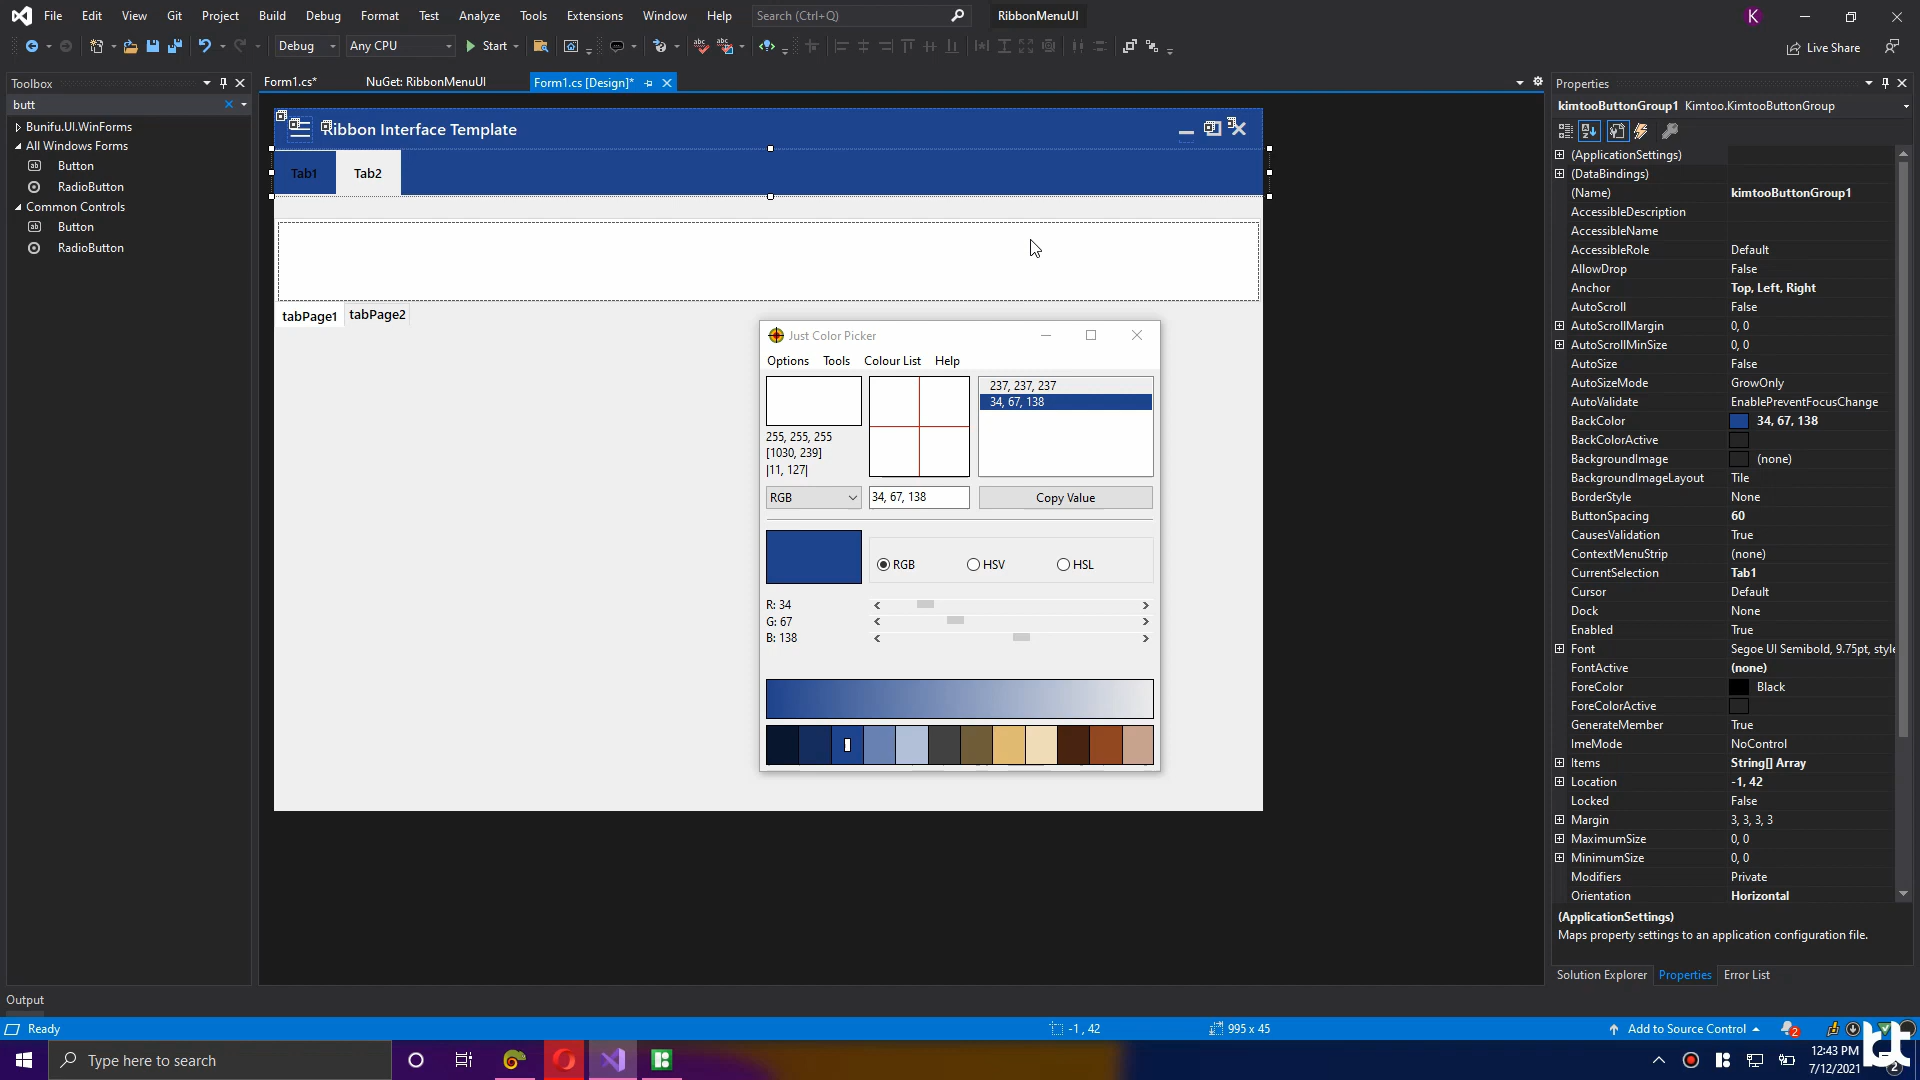 File Edit View Git Project Build Debug Format Test Analyze Tools Extensions Window Help Search (Ctrl+Q) RibbonMenuUI K
Debug Any CPU Start Live Share
Toolbox
butt
Bunifu.UI.WinForms
All Windows Forms
Button
RadioButton
Common Controls
Button
RadioButton
Form1.cs* NuGet: RibbonMenuUI Form1.cs [Design]*
Ribbon Interface Template
Tab1 Tab2
tabPage1 tabPage2
Just Color Picker
Options Tools Colour List Help
255, 255, 255
[1030, 239]
|11, 127|
237, 237, 237
34, 67, 138
RGB 34, 67, 138 Copy Value
RGB HSV HSL
R: 34
G: 67
B: 138
Properties
kimtooButtonGroup1 Kimtoo.KimtooButtonGroup
(ApplicationSettings)
(DataBindings)
(Name) kimtooButtonGroup1
AccessibleDescription
AccessibleName
AccessibleRole Default
AllowDrop False
Anchor Top, Left, Right
AutoScroll False
AutoScrollMargin 0, 0
AutoScrollMinSize 0, 0
AutoSize False
AutoSizeMode GrowOnly
AutoValidate EnablePreventFocusChange
BackColor 34, 67, 138
BackColorActive
BackgroundImage (none)
BackgroundImageLayout Tile
BorderStyle None
ButtonSpacing 60
CausesValidation True
ContextMenuStrip (none)
CurrentSelection Tab1
Cursor Default
Dock None
Enabled True
Font Segoe UI Semibold, 9.75pt, style
FontActive (none)
ForeColor Black
ForeColorActive
GenerateMember True
ImeMode NoControl
Items String[] Array
Location -1, 42
Locked False
Margin 3, 3, 3, 3
MaximumSize 0, 0
MinimumSize 0, 0
Modifiers Private
Orientation Horizontal
(ApplicationSettings)
Maps property settings to an application configuration file.
Solution Explorer Properties Error List
Output
Ready -1 , 42 995 x 45 Add to Source Control 2
Type here to search
12:43 PM
7/12/2021
2